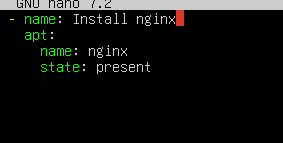 GNU nano 7.2
- name: Install nginx
  apt:
    name: nginx
    state: present